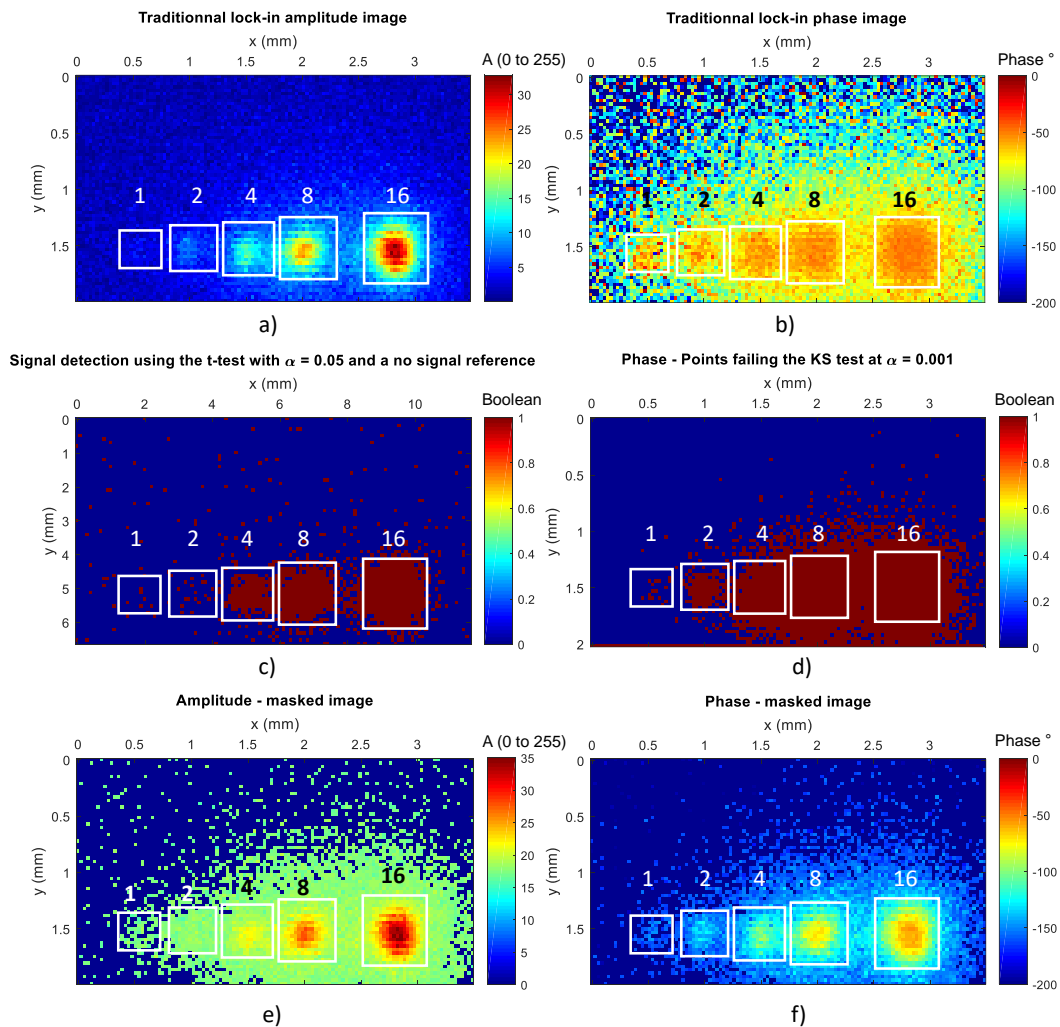 Traditionnal lock-in amplitude image
x (mm)
0 0.5 1 1.5 2 2.5 3
A (0 to 255)
y (mm)
0
0.5
1
1.5
30
25
20
15
10
5
1 2 4 8 16
a)
Traditionnal lock-in phase image
x (mm)
0 0.5 1 1.5 2 2.5 3
Phase °
y (mm)
0
0.5
1
1.5
0
-50
-100
-150
-200
1 2 4 8 16
b)
Signal detection using the t-test with α = 0.05 and a no signal reference
x (mm)
0 2 4 6 8 10
Boolean
y (mm)
0
1
2
3
4
5
6
1
0.8
0.6
0.4
0.2
0
1 2 4 8 16
c)
Phase - Points failing the KS test at α = 0.001
x (mm)
0 0.5 1 1.5 2 2.5 3
Boolean
y (mm)
0
0.5
1
1.5
2
1
0.8
0.6
0.4
0.2
0
1 2 4 8 16
d)
Amplitude - masked image
x (mm)
0 0.5 1 1.5 2 2.5 3
A (0 to 255)
y (mm)
0
0.5
1
1.5
35
30
25
20
15
10
5
0
1 2 4 8 16
e)
Phase - masked image
x (mm)
0 0.5 1 1.5 2 2.5 3
Phase °
y (mm)
0
0.5
1
1.5
0
-50
-100
-150
-200
1 2 4 8 16
f)